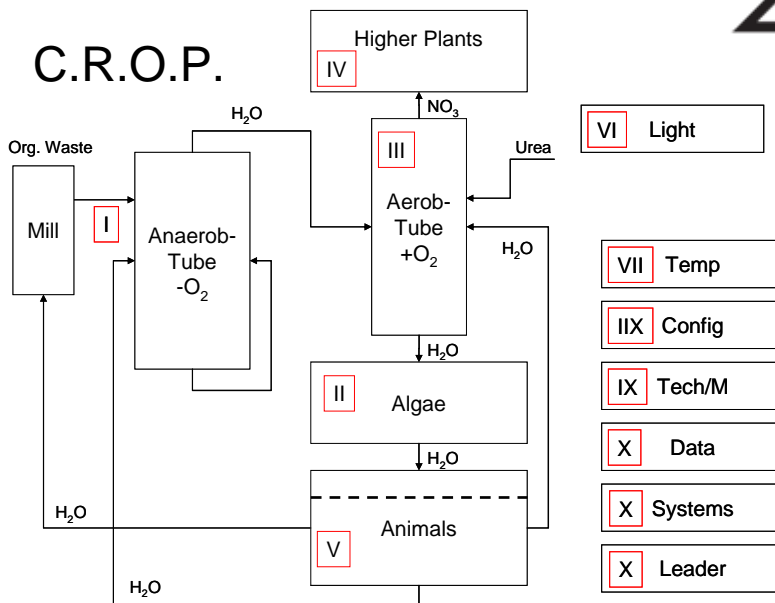 C.R.O.P.
Higher Plants
IV
NO₃
H₂O
Org. Waste
Mill
I
Anaerob-
Tube
-O₂
III
Aerob-
Tube
+O₂
Urea
H₂O
VI Light
H₂O
II
Algae
H₂O
Animals
V
H₂O
H₂O
VII Temp
IIX Config
IX Tech/M
X Data
X Systems
X Leader